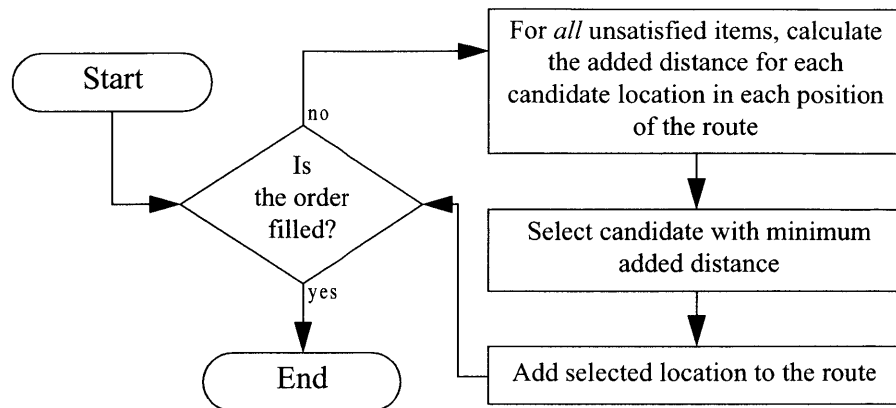 Start
Is
the order
filled?
no
yes
End
For all unsatisfied items, calculate
the added distance for each
candidate location in each position
of the route
Select candidate with minimum
added distance
Add selected location to the route